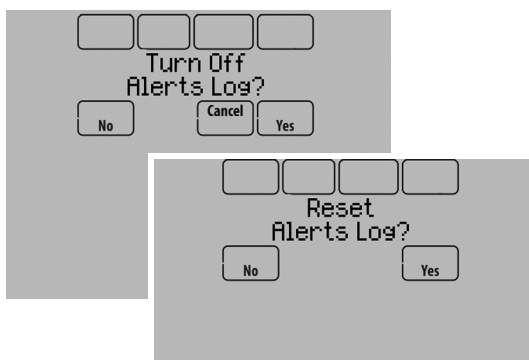 Turn Off
Alerts Log?
No Cancel Yes
Reset
Alerts Log?
No Yes